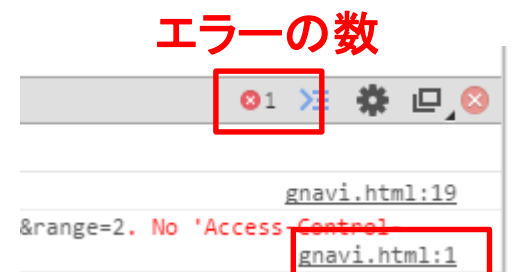 エラーの数
1
gnavi.html:19
&range=2. No 'Access-Control-
gnavi.html:1